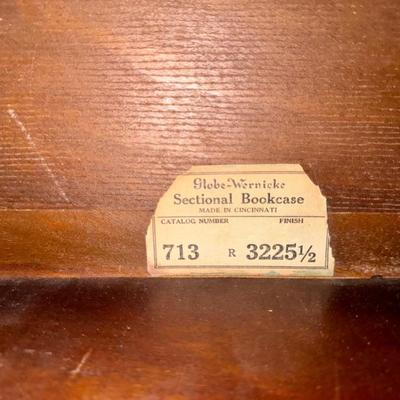 Globe-Wernicke
Sectional Bookcase
MADE IN CINCINNATI
CATALOG NUMBER FINISH
713 R 3225½